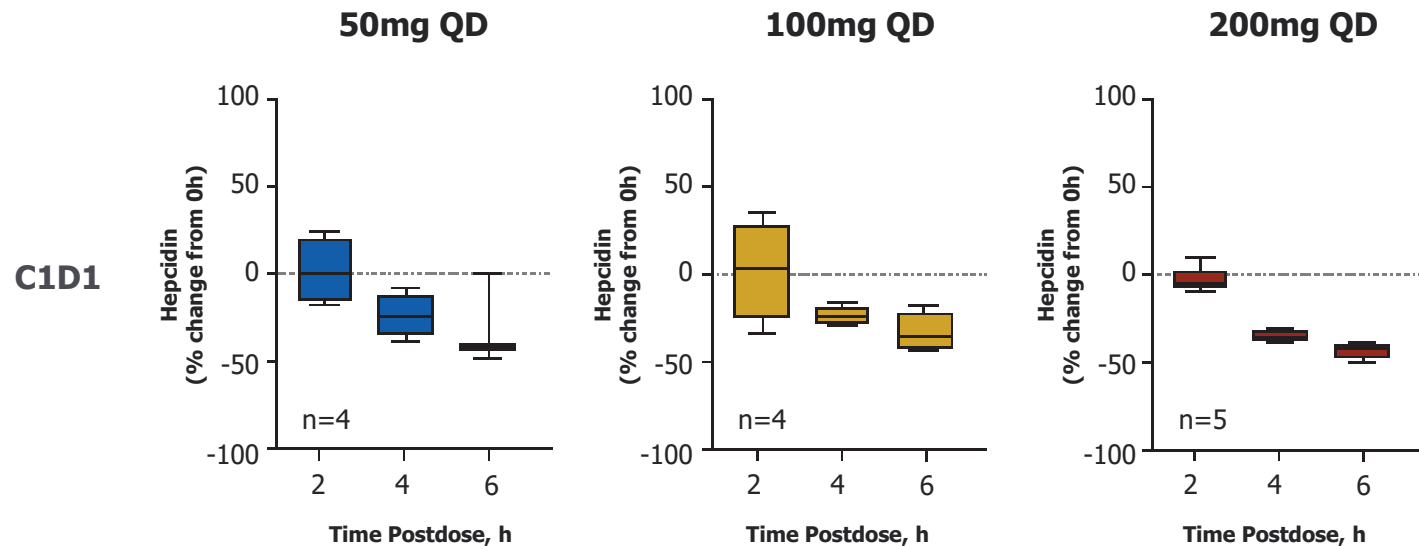 50mg QD
100mg QD
200mg QD
C1D1
Hepcidin
(% change from 0h)
100
50
0
-50
-100
n=4
2 4 6
Time Postdose, h
Hepcidin
(% change from 0h)
100
50
0
-50
-100
n=4
2 4 6
Time Postdose, h
Hepcidin
(% change from 0h)
100
50
0
-50
-100
n=5
2 4 6
Time Postdose, h